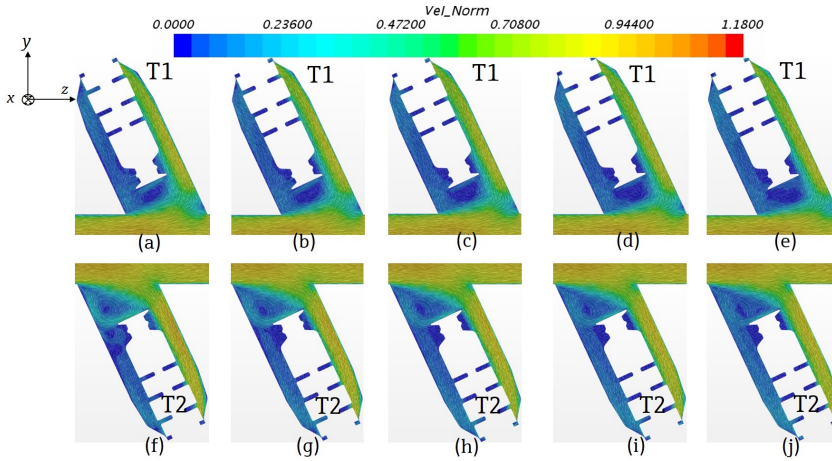 Vel_Norm
0.0000 0.23600 0.47200 0.70800 0.94400 1.1800
y
x z
T1 T1 T1 T1 T1
(a) (b) (c) (d) (e)
T2 T2 T2 T2 T2
(f) (g) (h) (i) (j)